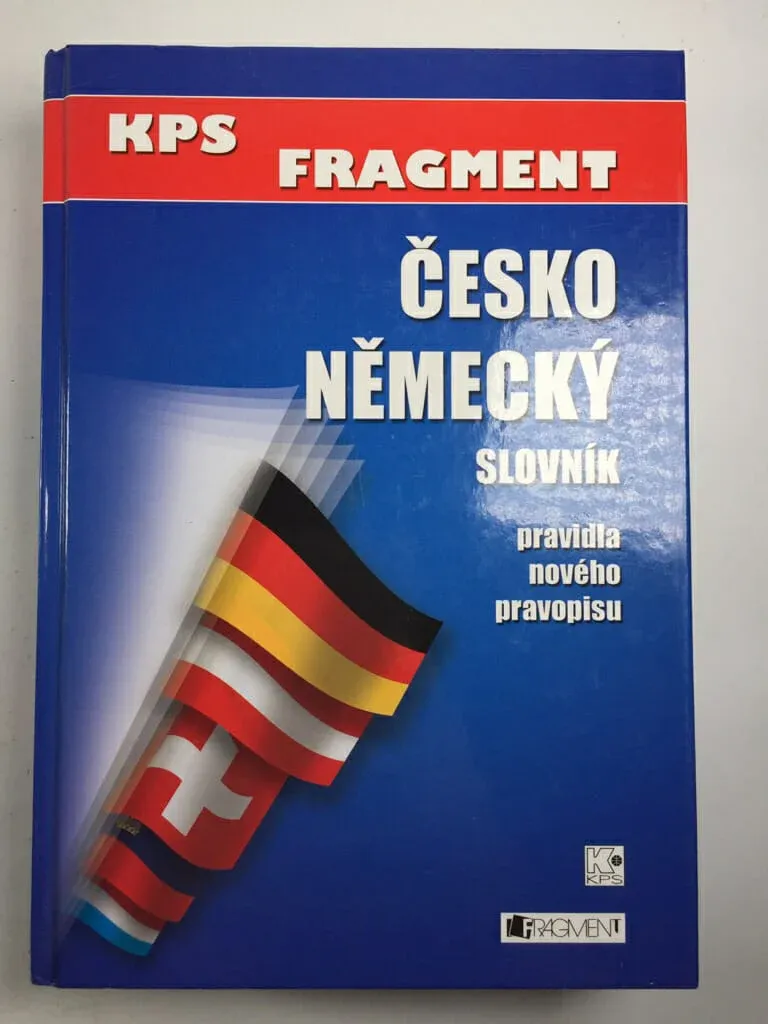 KPS
FRAGMENT
ČESKO
NĚMECKÝ
SLOVNÍK
pravidla
nového
pravopisu
K
KPS
FRAGMENT